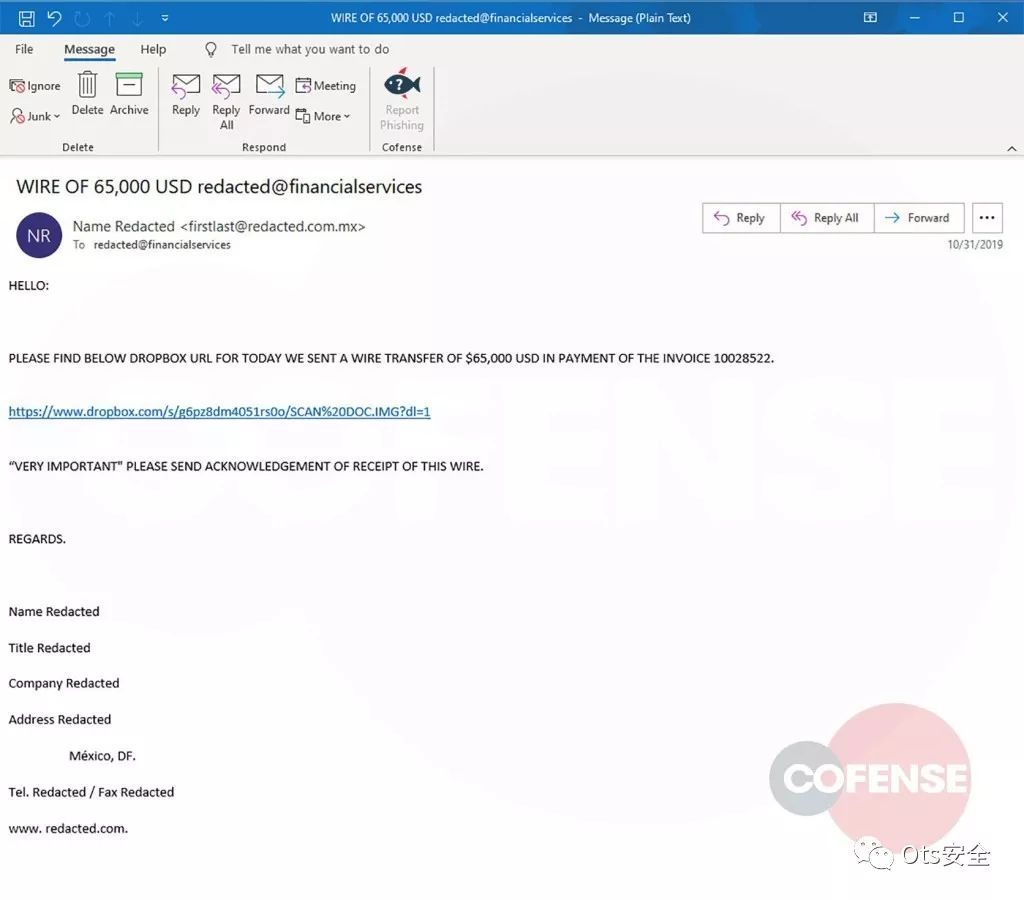 WIRE OF 65,000 USD redacted@financialservices - Message (Plain Text)
File Message Help Tell me what you want to do
Ignore
Junk
Delete
Archive
Reply
Reply All
Forward
Meeting
More
Report Phishing
Delete Respond Cofense
WIRE OF 65,000 USD redacted@financialservices
NR
Name Redacted <firstlast@redacted.com.mx>
To redacted@financialservices
Reply Reply All Forward
10/31/2019
HELLO:
PLEASE FIND BELOW DROPBOX URL FOR TODAY WE SENT A WIRE TRANSFER OF $65,000 USD IN PAYMENT OF THE INVOICE 10028522.
https://www.dropbox.com/s/g6pz8dm4051rs0o/SCAN%20DOC.IMG?dl=1
“VERY IMPORTANT" PLEASE SEND ACKNOWLEDGEMENT OF RECEIPT OF THIS WIRE.
REGARDS.
Name Redacted
Title Redacted
Company Redacted
Address Redacted
México, DF.
Tel. Redacted / Fax Redacted
www. redacted.com.
COFENSE
Ots安全